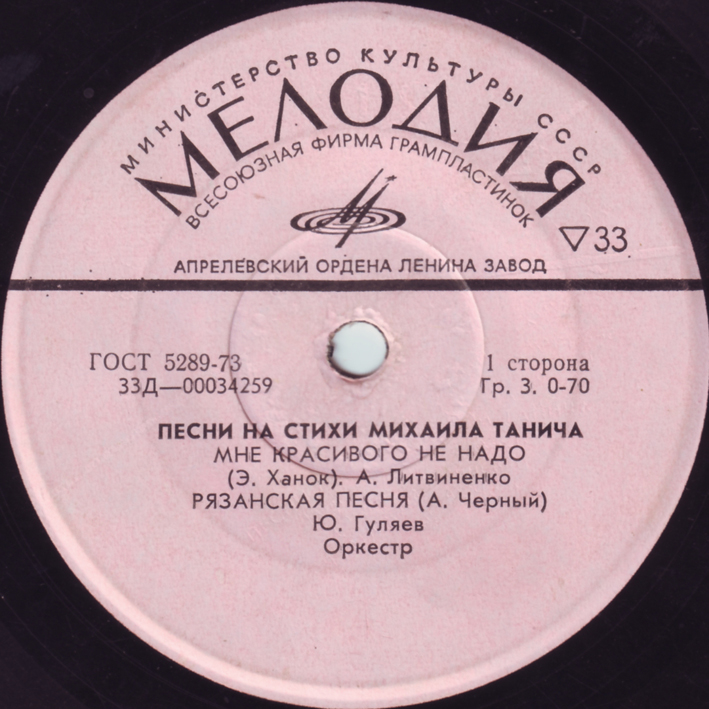 МИНИСТЕРСТВО КУЛЬТУРЫ СССР
МЕЛОДИЯ
ВСЕСОЮЗНАЯ ФИРМА ГРАМПЛАСТИНОК
▽33
АПРЕЛЕВСКИЙ ОРДЕНА ЛЕНИНА ЗАВОД
ГОСТ 5289-73
33Д—00034259
1 сторона
Гр. 3. 0-70
ПЕСНИ НА СТИХИ МИХАИЛА ТАНИЧА
МНЕ КРАСИВОГО НЕ НАДО
(Э. Ханок). А. Литвиненко
РЯЗАНСКАЯ ПЕСНЯ (А. Черный)
Ю. Гуляев
Оркестр